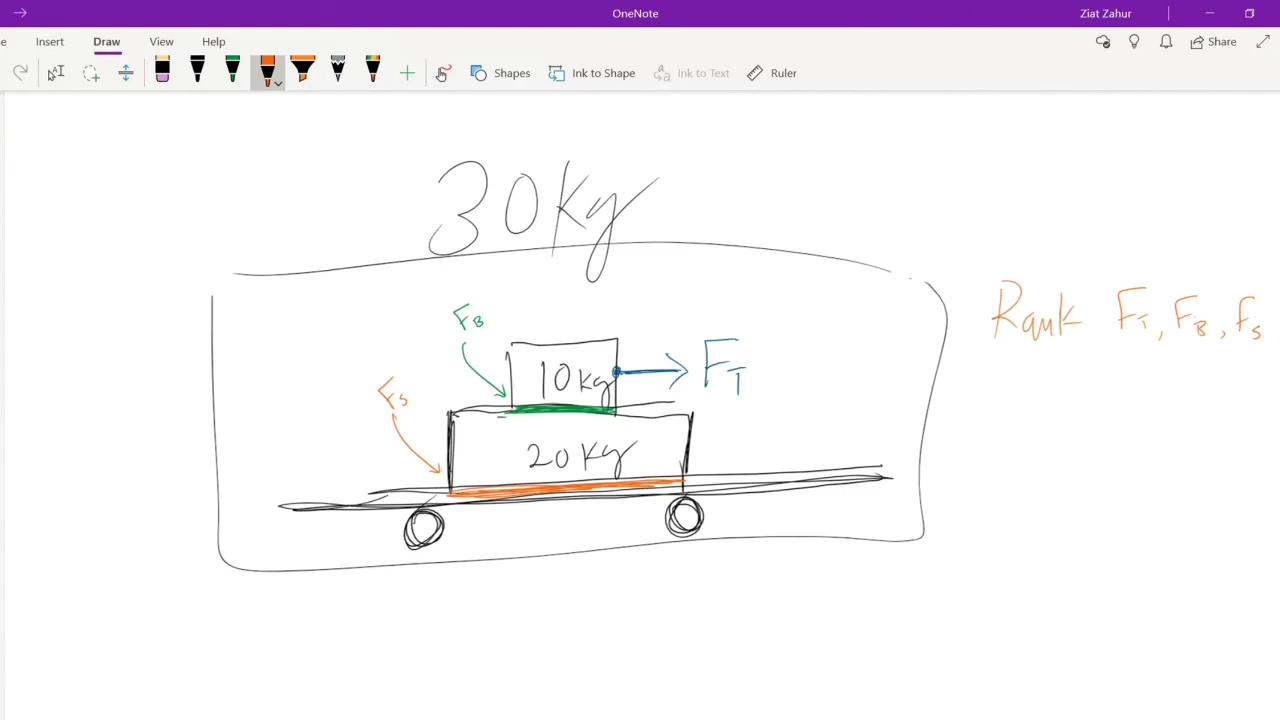 OneNote
Ziat Zahur
Insert
Draw
View
Help
Share
Shapes
Ink to Shape
Ink to Text
Ruler
30kg
Rank FT, FB, Fs
FB
10kg
FT
Fs
20kg